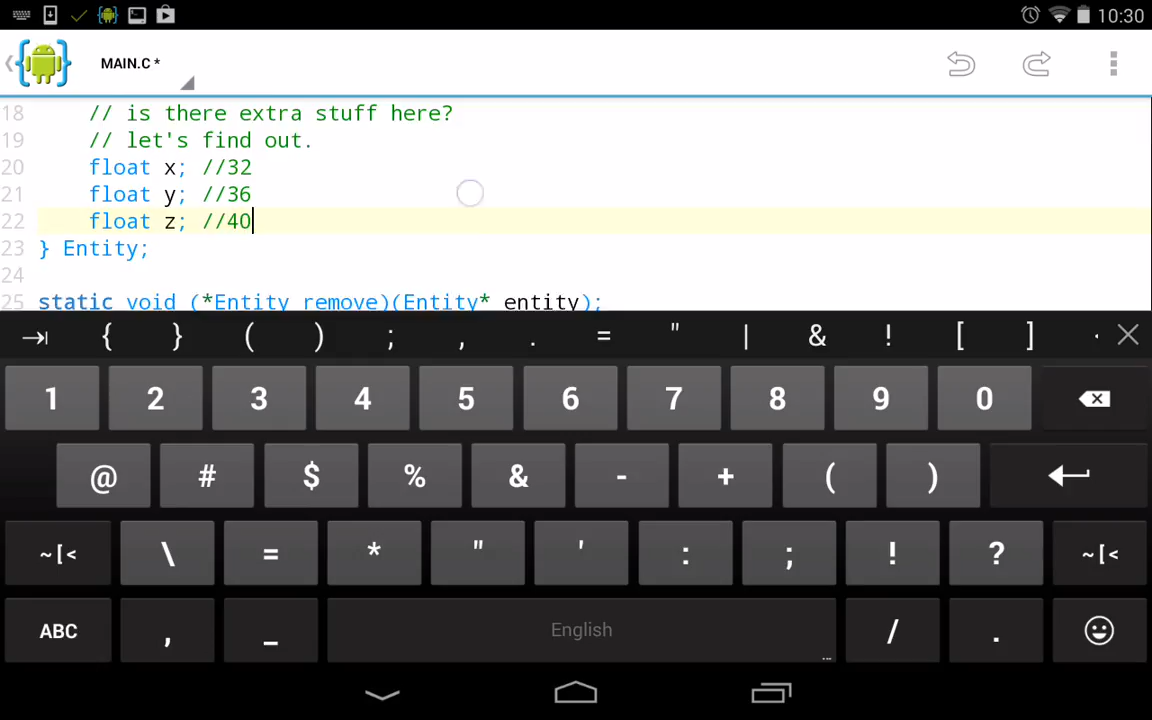 10:30
MAIN.C *
18 // is there extra stuff here?
19 // let's find out.
20 float x; //32
21 float y; //36
22 float z; //40
23 } Entity;
24
25 static void (*Entity_remove)(Entity* entity);
{ } ( ) ; , . = " | & ! [ ]
1 2 3 4 5 6 7 8 9 0
@ # $ % & - + ( )
~[< \ = * " ' : ; ! ? ~[<
ABC , _ English / .